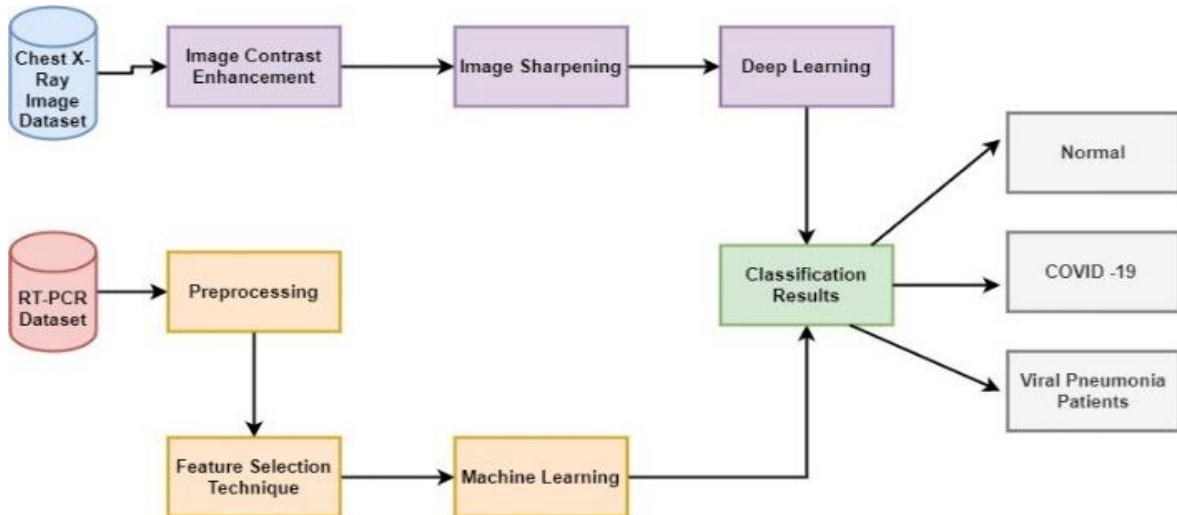 Chest X-
Ray
Image
Dataset
Image Contrast
Enhancement
Image Sharpening
Deep Learning
Normal
RT-PCR
Dataset
Preprocessing
Classification
Results
COVID -19
Viral Pneumonia
Patients
Feature Selection
Technique
Machine Learning